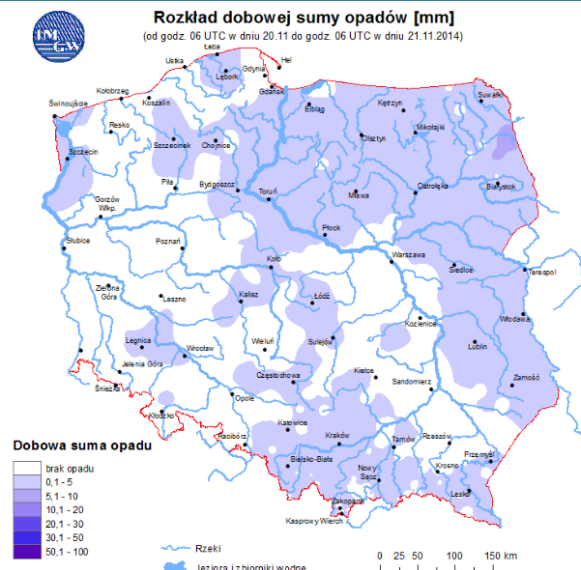 IMGW
Rozkład dobowej sumy opadów [mm]
(od godz. 06 UTC w dniu 20.11 do godz. 06 UTC w dniu 21.11.2014)
Łeba
Ustka
Lębork
Gdynia
Hel
Gdańsk
Suwałki
Kołobrzeg
Koszalin
Świnoujście
Elbląg
Kętrzyn
Resko
Szczecinek
Chojnice
Olsztyn
Mikołajki
Szczecin
Piła
Bydgoszcz
Toruń
Mława
Ostrołęka
Białystok
Gorzów
Wkp.
Płock
Słubice
Poznań
Koło
Warszawa
Siedlce
Terespol
Zielona
Góra
Leszno
Kalisz
Łódź
Kozienice
Włodawa
Legnica
Wrocław
Wieluń
Sulejów
Lublin
Jelenia Góra
Śnieżka
Częstochowa
Kielce
Sandomierz
Zamość
Opole
Kłodzko
Racibórz
Katowice
Kraków
Tarnów
Rzeszów
Przemyśl
Bielsko-Biała
Nowy
Sącz
Krosno
Lesko
Zakopane
Kasprowy Wierch
Dobowa suma opadu
brak opadu
0,1 - 5
5,1 - 10
10,1 - 20
20,1 - 30
30,1 - 50
50,1 - 100
Rzeki
Jeziora i zbiorniki wodne
0 25 50 100 150 km